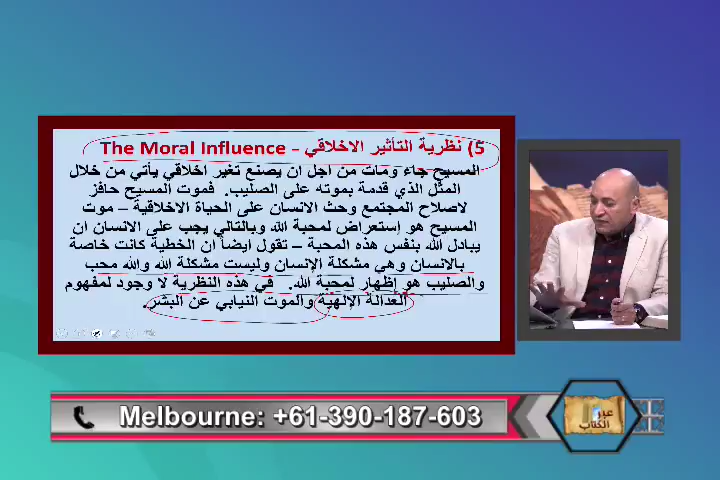 5) نظرية التأثير الاخلاقي – The Moral Influence
المسيح جاء ومات من اجل ان يصنع تغير اخلاقي يأتي من خلال
المثل الذي قدمة بموته على الصليب. فموت المسيح حافز
لاصلاح المجتمع وحث الانسان على الحياة الاخلاقية – موت
المسيح هو إستعراض لمحبة الله وبالتالي يجب على الانسان ان
يبادل الله بنفس هذه المحبة – تقول ايضا ان الخطية كانت خاصة
بالانسان وهي مشكلة الإنسان وليست مشكلة الله والله محب
والصليب هو إظهار لمحبة الله. في هذه النظرية لا وجود لمفهوم
العدالة الإلهية والموت النيابي عن البشر.
Melbourne: +61-390-187-603
عبر
الكتاب